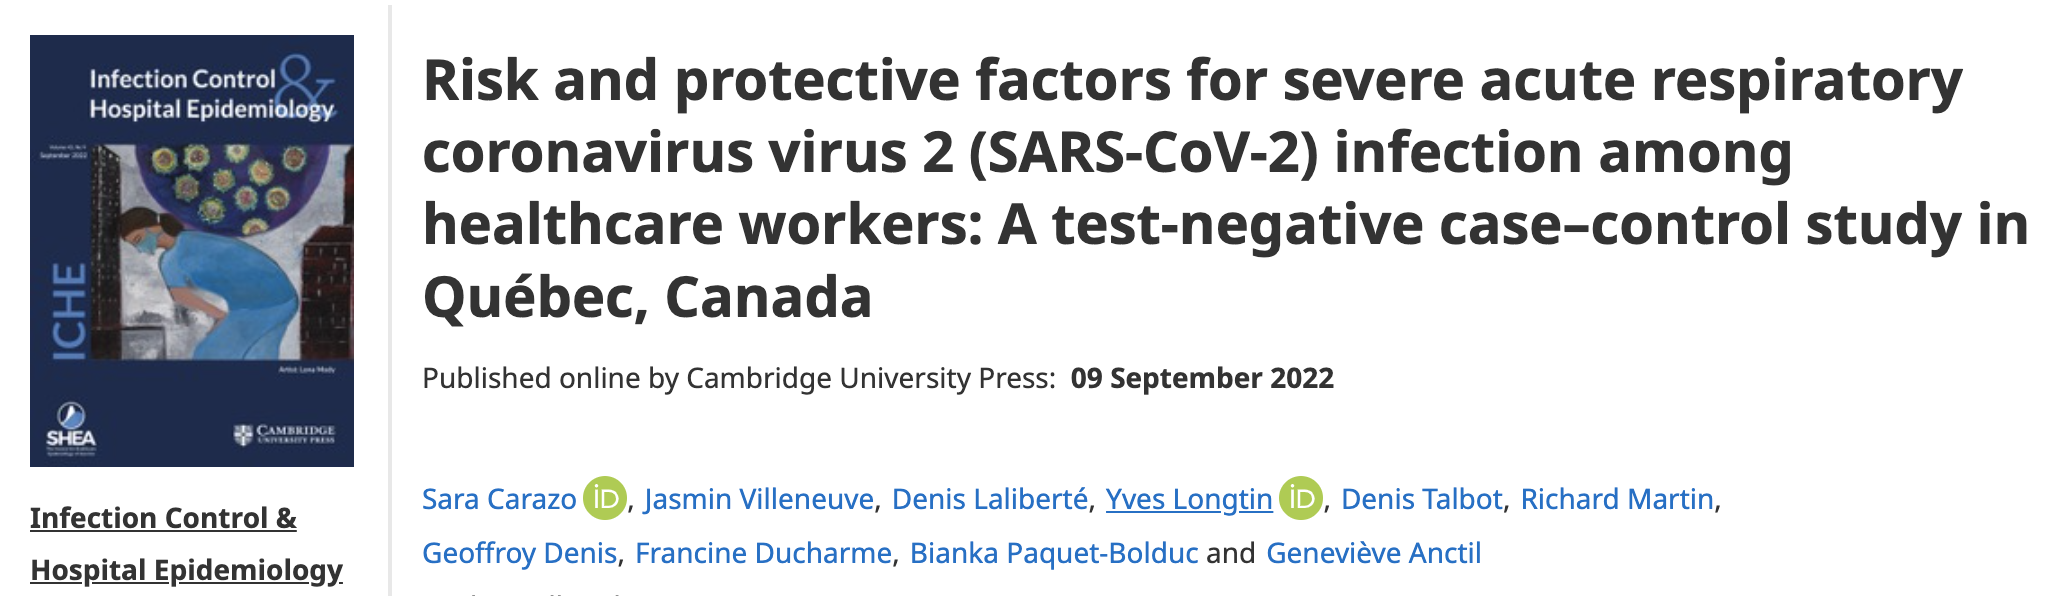 Infection Control &
Hospital Epidemiology
September 2022
ICHE
Artist: Lona Mody
SHEA
CAMBRIDGE
UNIVERSITY PRESS
Infection Control &
Hospital Epidemiology
Risk and protective factors for severe acute respiratory
coronavirus virus 2 (SARS-CoV-2) infection among
healthcare workers: A test-negative case–control study in
Québec, Canada
Published online by Cambridge University Press: 09 September 2022
Sara Carazo iD, Jasmin Villeneuve, Denis Laliberté, Yves Longtin iD, Denis Talbot, Richard Martin,
Geoffroy Denis, Francine Ducharme, Bianka Paquet-Bolduc and Geneviève Anctil